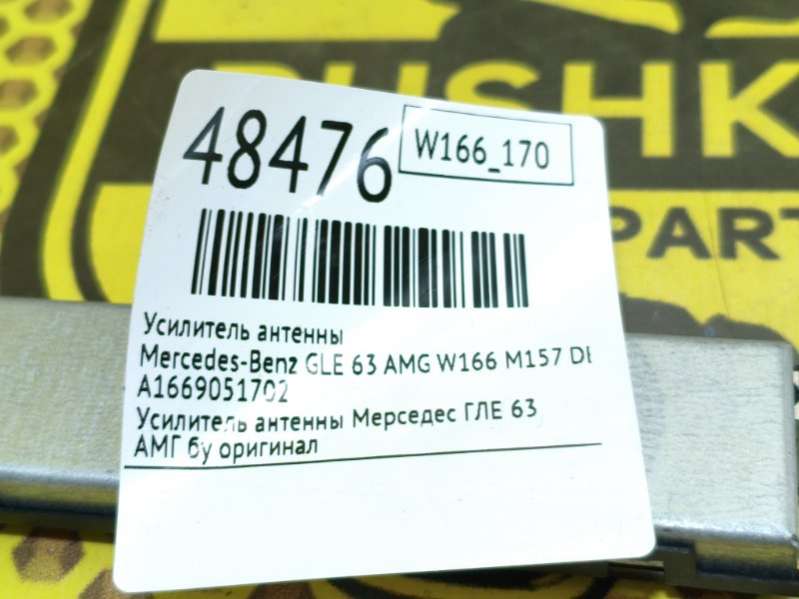 PUSHK
PART
48476
W166_170
Усилитель антенны
Mercedes-Benz GLE 63 AMG W166 M157 DE
A1669051702
Усилитель антенны Мерседес ГЛЕ 63
АМГ бу оригинал